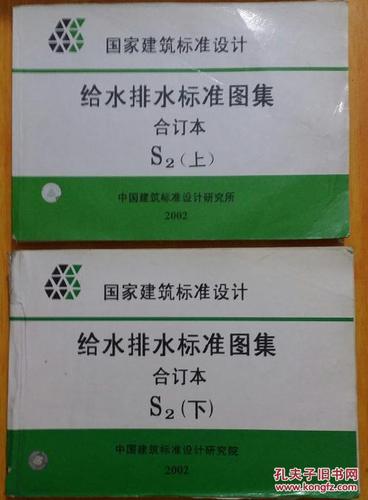 国家建筑标准设计
给水排水标准图集
合订本
S₂(上)
中国建筑标准设计研究所
2002
国家建筑标准设计
给水排水标准图集
合订本
S₂(下)
中国建筑标准设计研究院
2002
孔夫子旧书网
www.kongfz.com